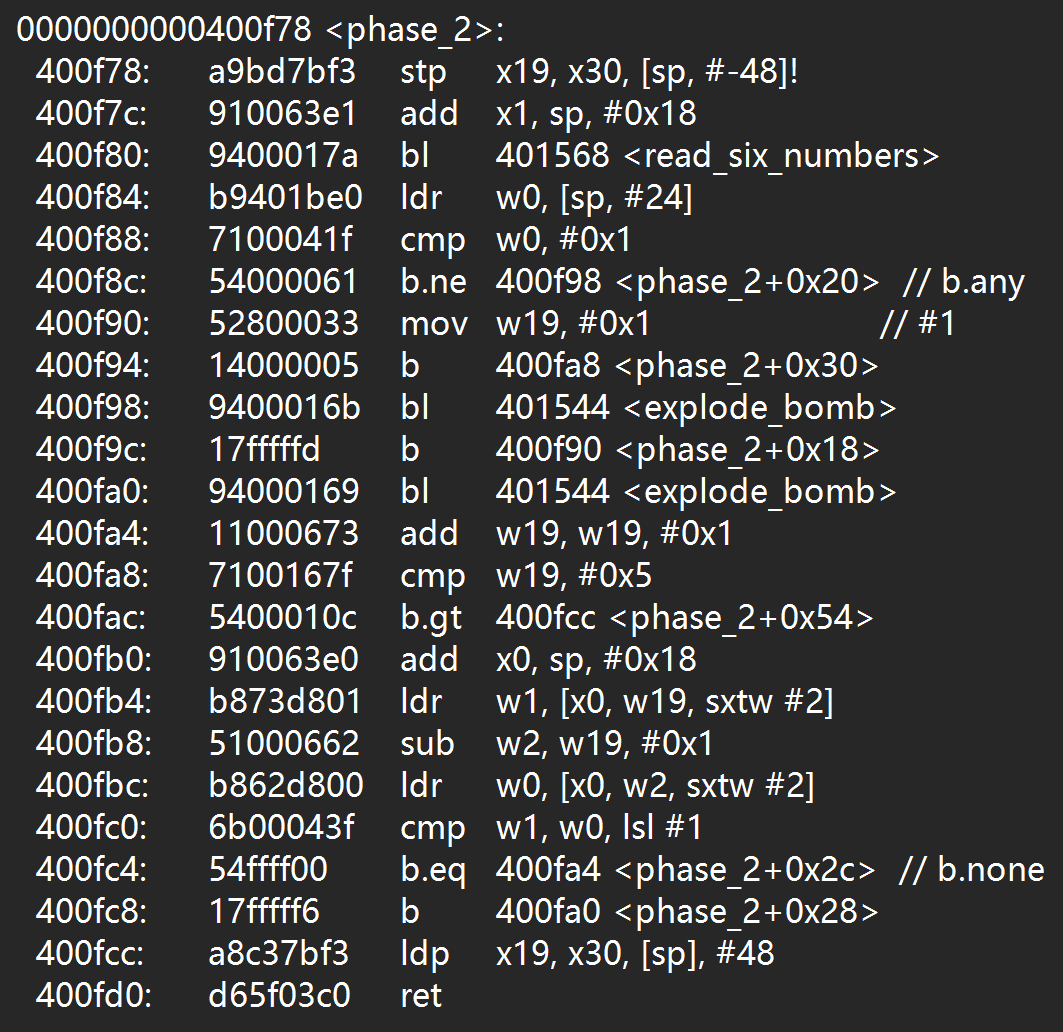 0000000000400f78 <phase_2>:
400f78: a9bd7bf3 stp x19, x30, [sp, #-48]!
400f7c: 910063e1 add x1, sp, #0x18
400f80: 9400017a bl 401568 <read_six_numbers>
400f84: b9401be0 ldr w0, [sp, #24]
400f88: 7100041f cmp w0, #0x1
400f8c: 54000061 b.ne 400f98 <phase_2+0x20> // b.any
400f90: 52800033 mov w19, #0x1 // #1
400f94: 14000005 b 400fa8 <phase_2+0x30>
400f98: 9400016b bl 401544 <explode_bomb>
400f9c: 17fffffd b 400f90 <phase_2+0x18>
400fa0: 94000169 bl 401544 <explode_bomb>
400fa4: 11000673 add w19, w19, #0x1
400fa8: 7100167f cmp w19, #0x5
400fac: 5400010c b.gt 400fcc <phase_2+0x54>
400fb0: 910063e0 add x0, sp, #0x18
400fb4: b873d801 ldr w1, [x0, w19, sxtw #2]
400fb8: 51000662 sub w2, w19, #0x1
400fbc: b862d800 ldr w0, [x0, w2, sxtw #2]
400fc0: 6b00043f cmp w1, w0, lsl #1
400fc4: 54ffff00 b.eq 400fa4 <phase_2+0x2c> // b.none
400fc8: 17fffff6 b 400fa0 <phase_2+0x28>
400fcc: a8c37bf3 ldp x19, x30, [sp], #48
400fd0: d65f03c0 ret